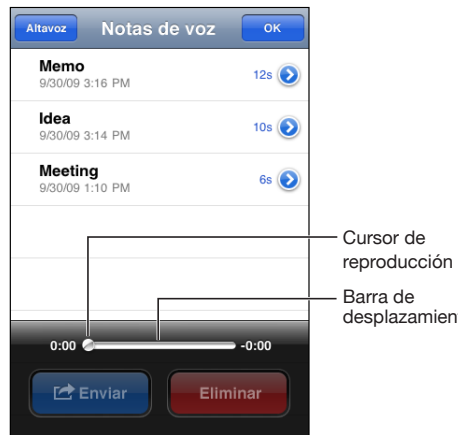 Altavoz Notas de voz OK
Memo
9/30/09 3:16 PM 12s
Idea
9/30/09 3:14 PM 10s
Meeting
9/30/09 1:10 PM 6s
Cursor de
reproducción
Barra de
desplazamien
0:00 -0:00
Enviar Eliminar